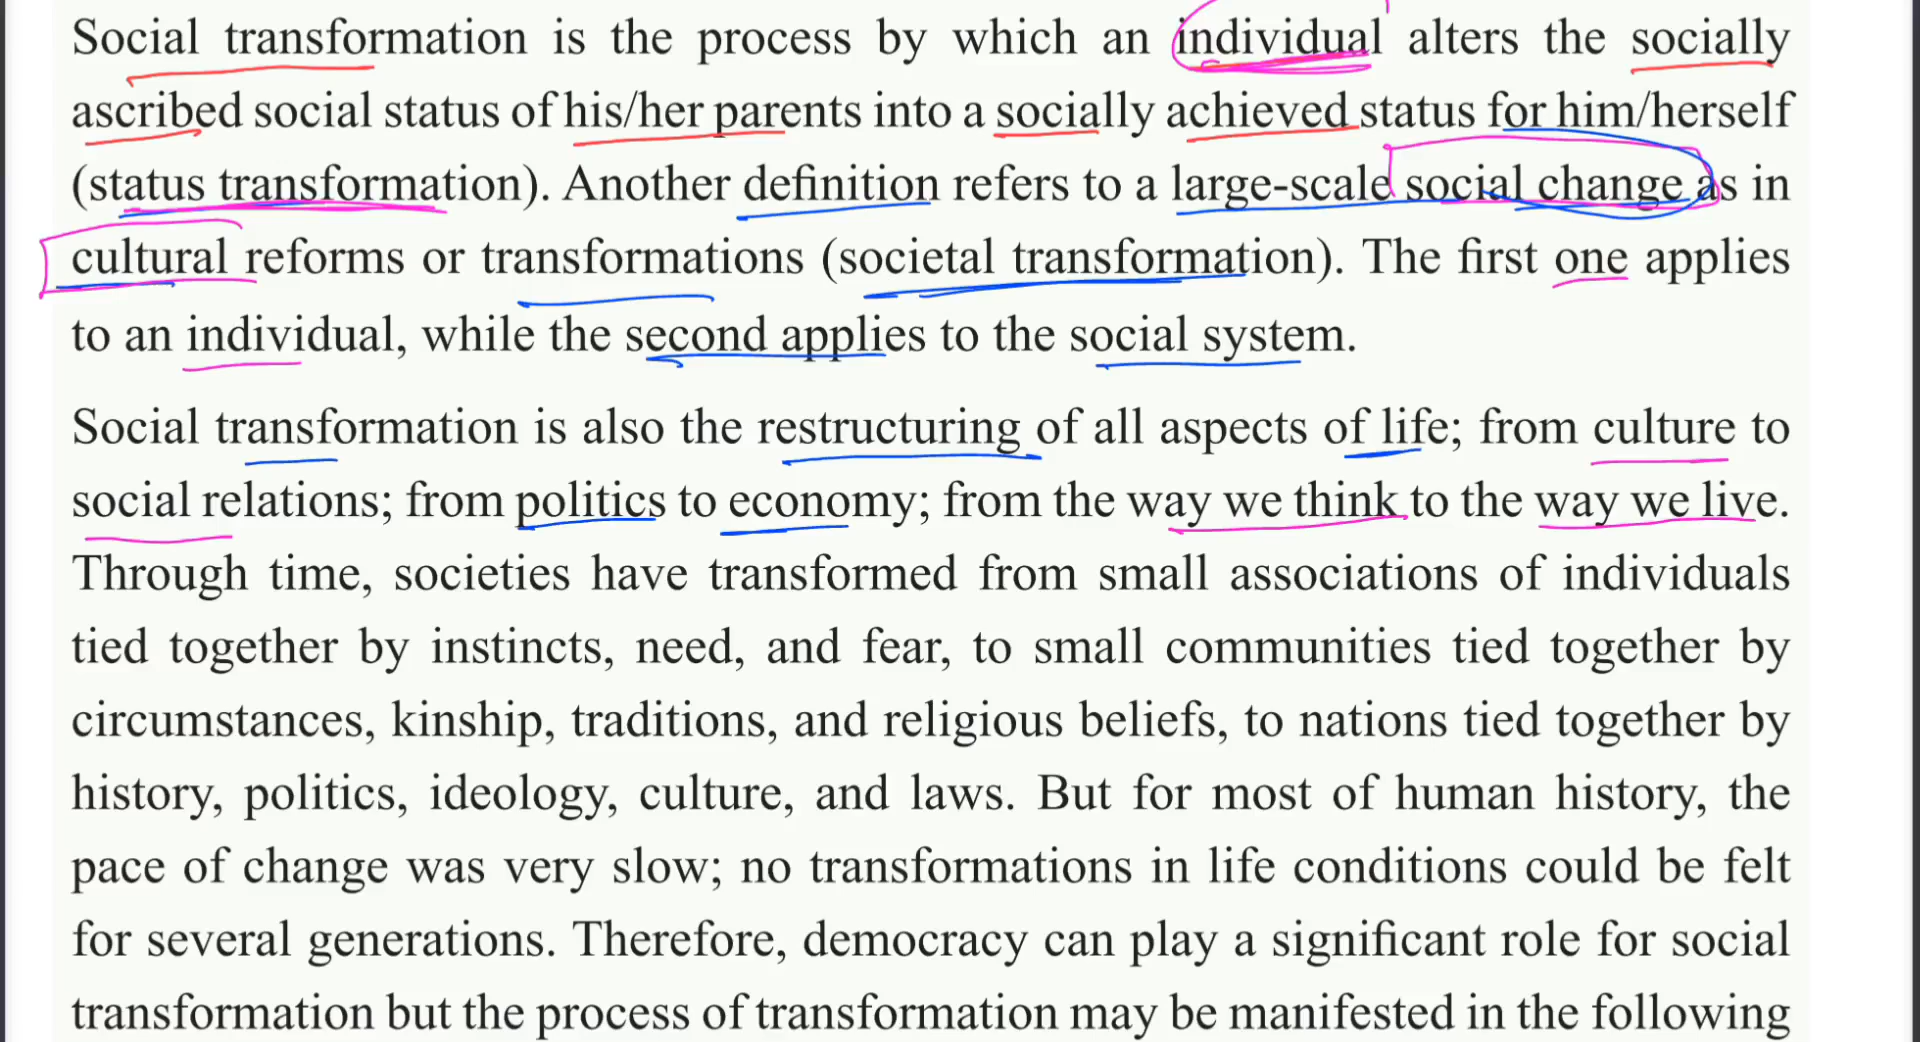 Social transformation is the process by which an individual alters the socially
ascribed social status of his/her parents into a socially achieved status for him/herself
(status transformation). Another definition refers to a large-scale social change as in
cultural reforms or transformations (societal transformation). The first one applies
to an individual, while the second applies to the social system.
Social transformation is also the restructuring of all aspects of life; from culture to
social relations; from politics to economy; from the way we think to the way we live.
Through time, societies have transformed from small associations of individuals
tied together by instincts, need, and fear, to small communities tied together by
circumstances, kinship, traditions, and religious beliefs, to nations tied together by
history, politics, ideology, culture, and laws. But for most of human history, the
pace of change was very slow; no transformations in life conditions could be felt
for several generations. Therefore, democracy can play a significant role for social
transformation but the process of transformation may be manifested in the following